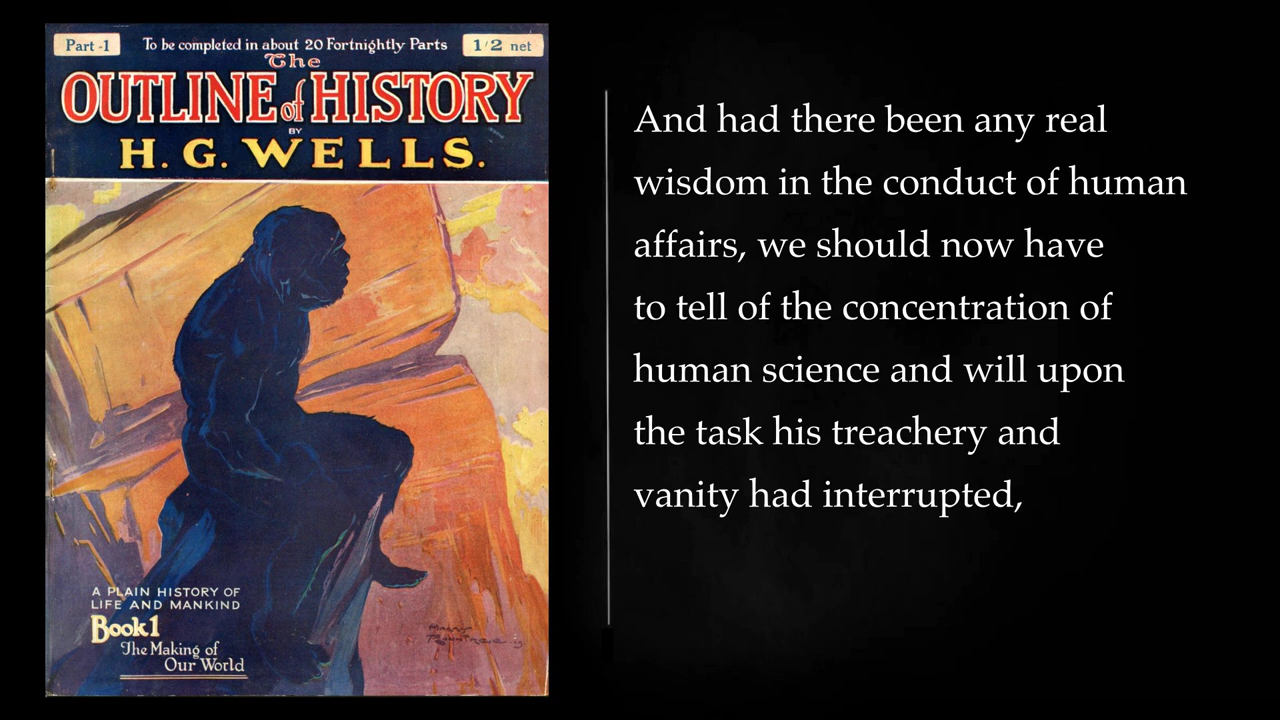 Part -1
To be completed in about 20 Fortnightly Parts
1/2 net
The
OUTLINE of HISTORY
BY
H. G. WELLS.
A PLAIN HISTORY OF
LIFE AND MANKIND
Book 1
The Making of
Our World
And had there been any real
wisdom in the conduct of human
affairs, we should now have
to tell of the concentration of
human science and will upon
the task his treachery and
vanity had interrupted,